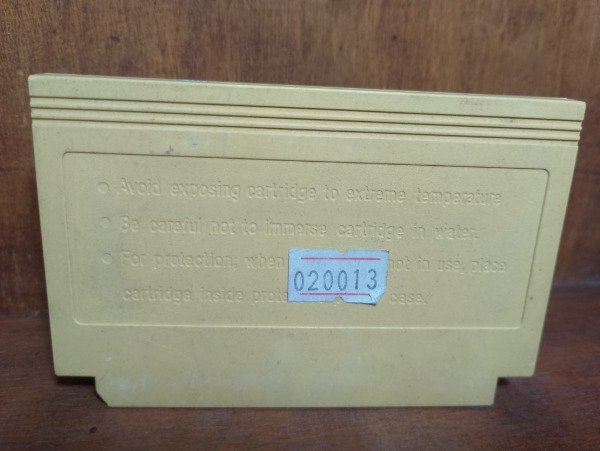 • Avoid exposing cartridge to extreme temperature
• Be careful not to immerse cartridge in water.
• For protection, when not in use, place
cartridge inside case.
020013